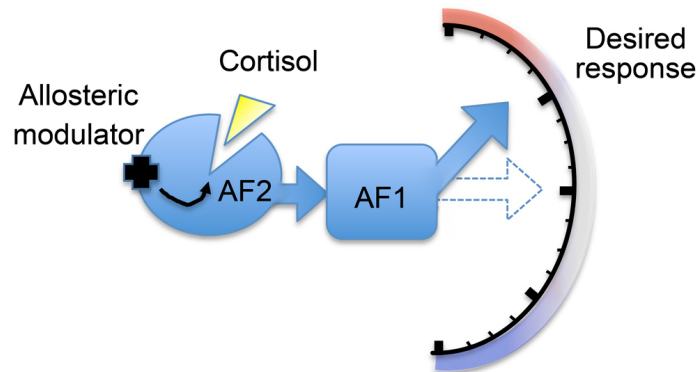 Desired
response
Cortisol
Allosteric
modulator
AF2
AF1